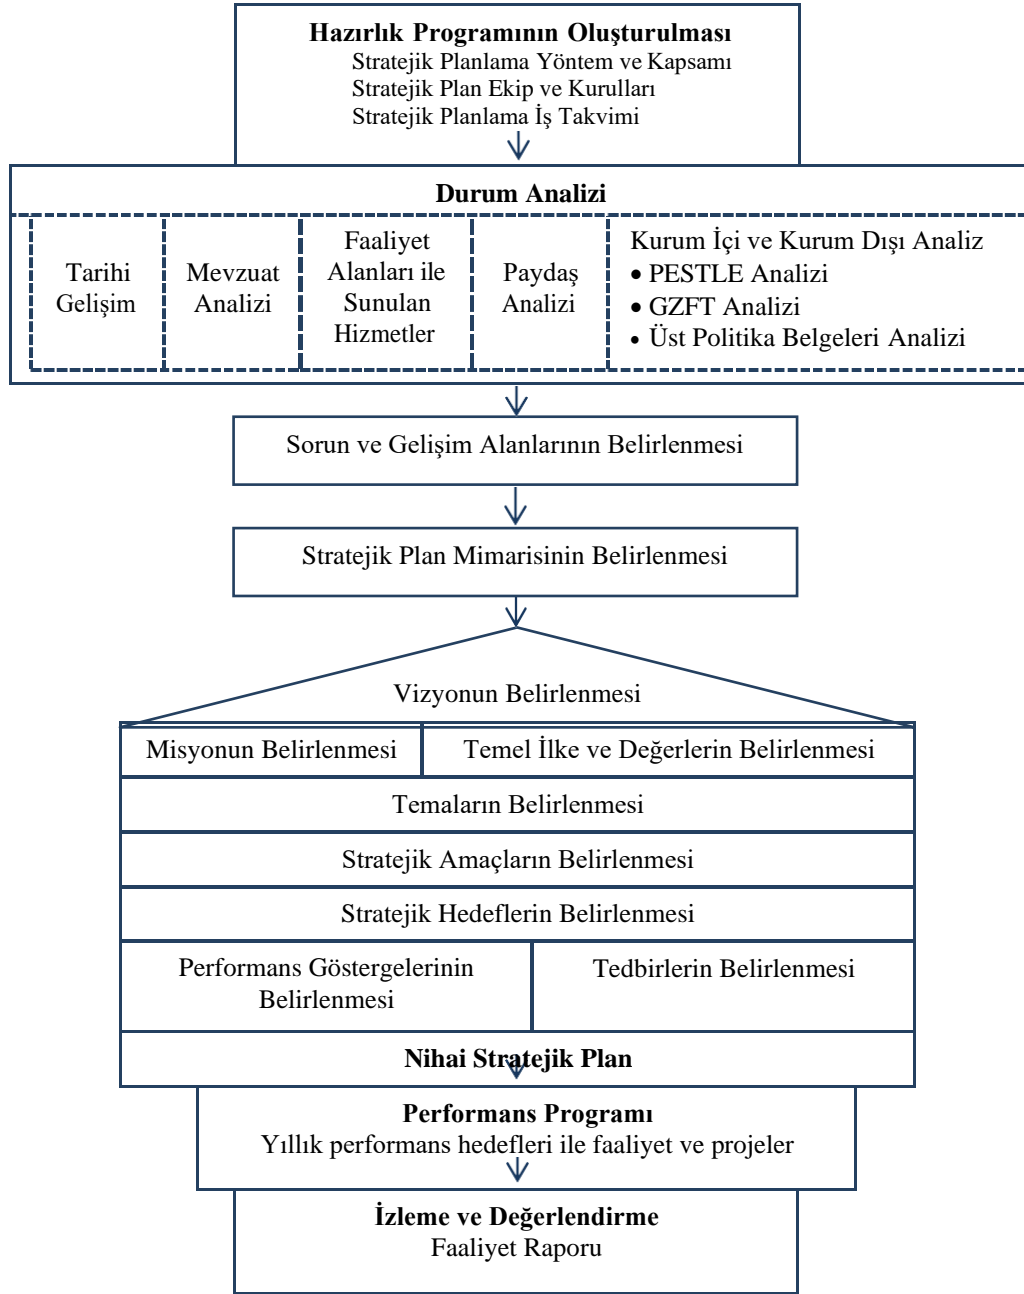 Hazırlık Programının Oluşturulması
Stratejik Planlama Yöntem ve Kapsamı
Stratejik Plan Ekip ve Kurulları
Stratejik Planlama İş Takvimi
Durum Analizi
Tarihi
Gelişim
Mevzuat
Analizi
Faaliyet
Alanları ile
Sunulan
Hizmetler
Paydaş
Analizi
Kurum İçi ve Kurum Dışı Analiz
• PESTLE Analizi
• GZFT Analizi
• Üst Politika Belgeleri Analizi
Sorun ve Gelişim Alanlarının Belirlenmesi
Stratejik Plan Mimarisinin Belirlenmesi
Vizyonun Belirlenmesi
Misyonun Belirlenmesi
Temel İlke ve Değerlerin Belirlenmesi
Temaların Belirlenmesi
Stratejik Amaçların Belirlenmesi
Stratejik Hedeflerin Belirlenmesi
Performans Göstergelerinin
Belirlenmesi
Tedbirlerin Belirlenmesi
Nihai Stratejik Plan
Performans Programı
Yıllık performans hedefleri ile faaliyet ve projeler
İzleme ve Değerlendirme
Faaliyet Raporu